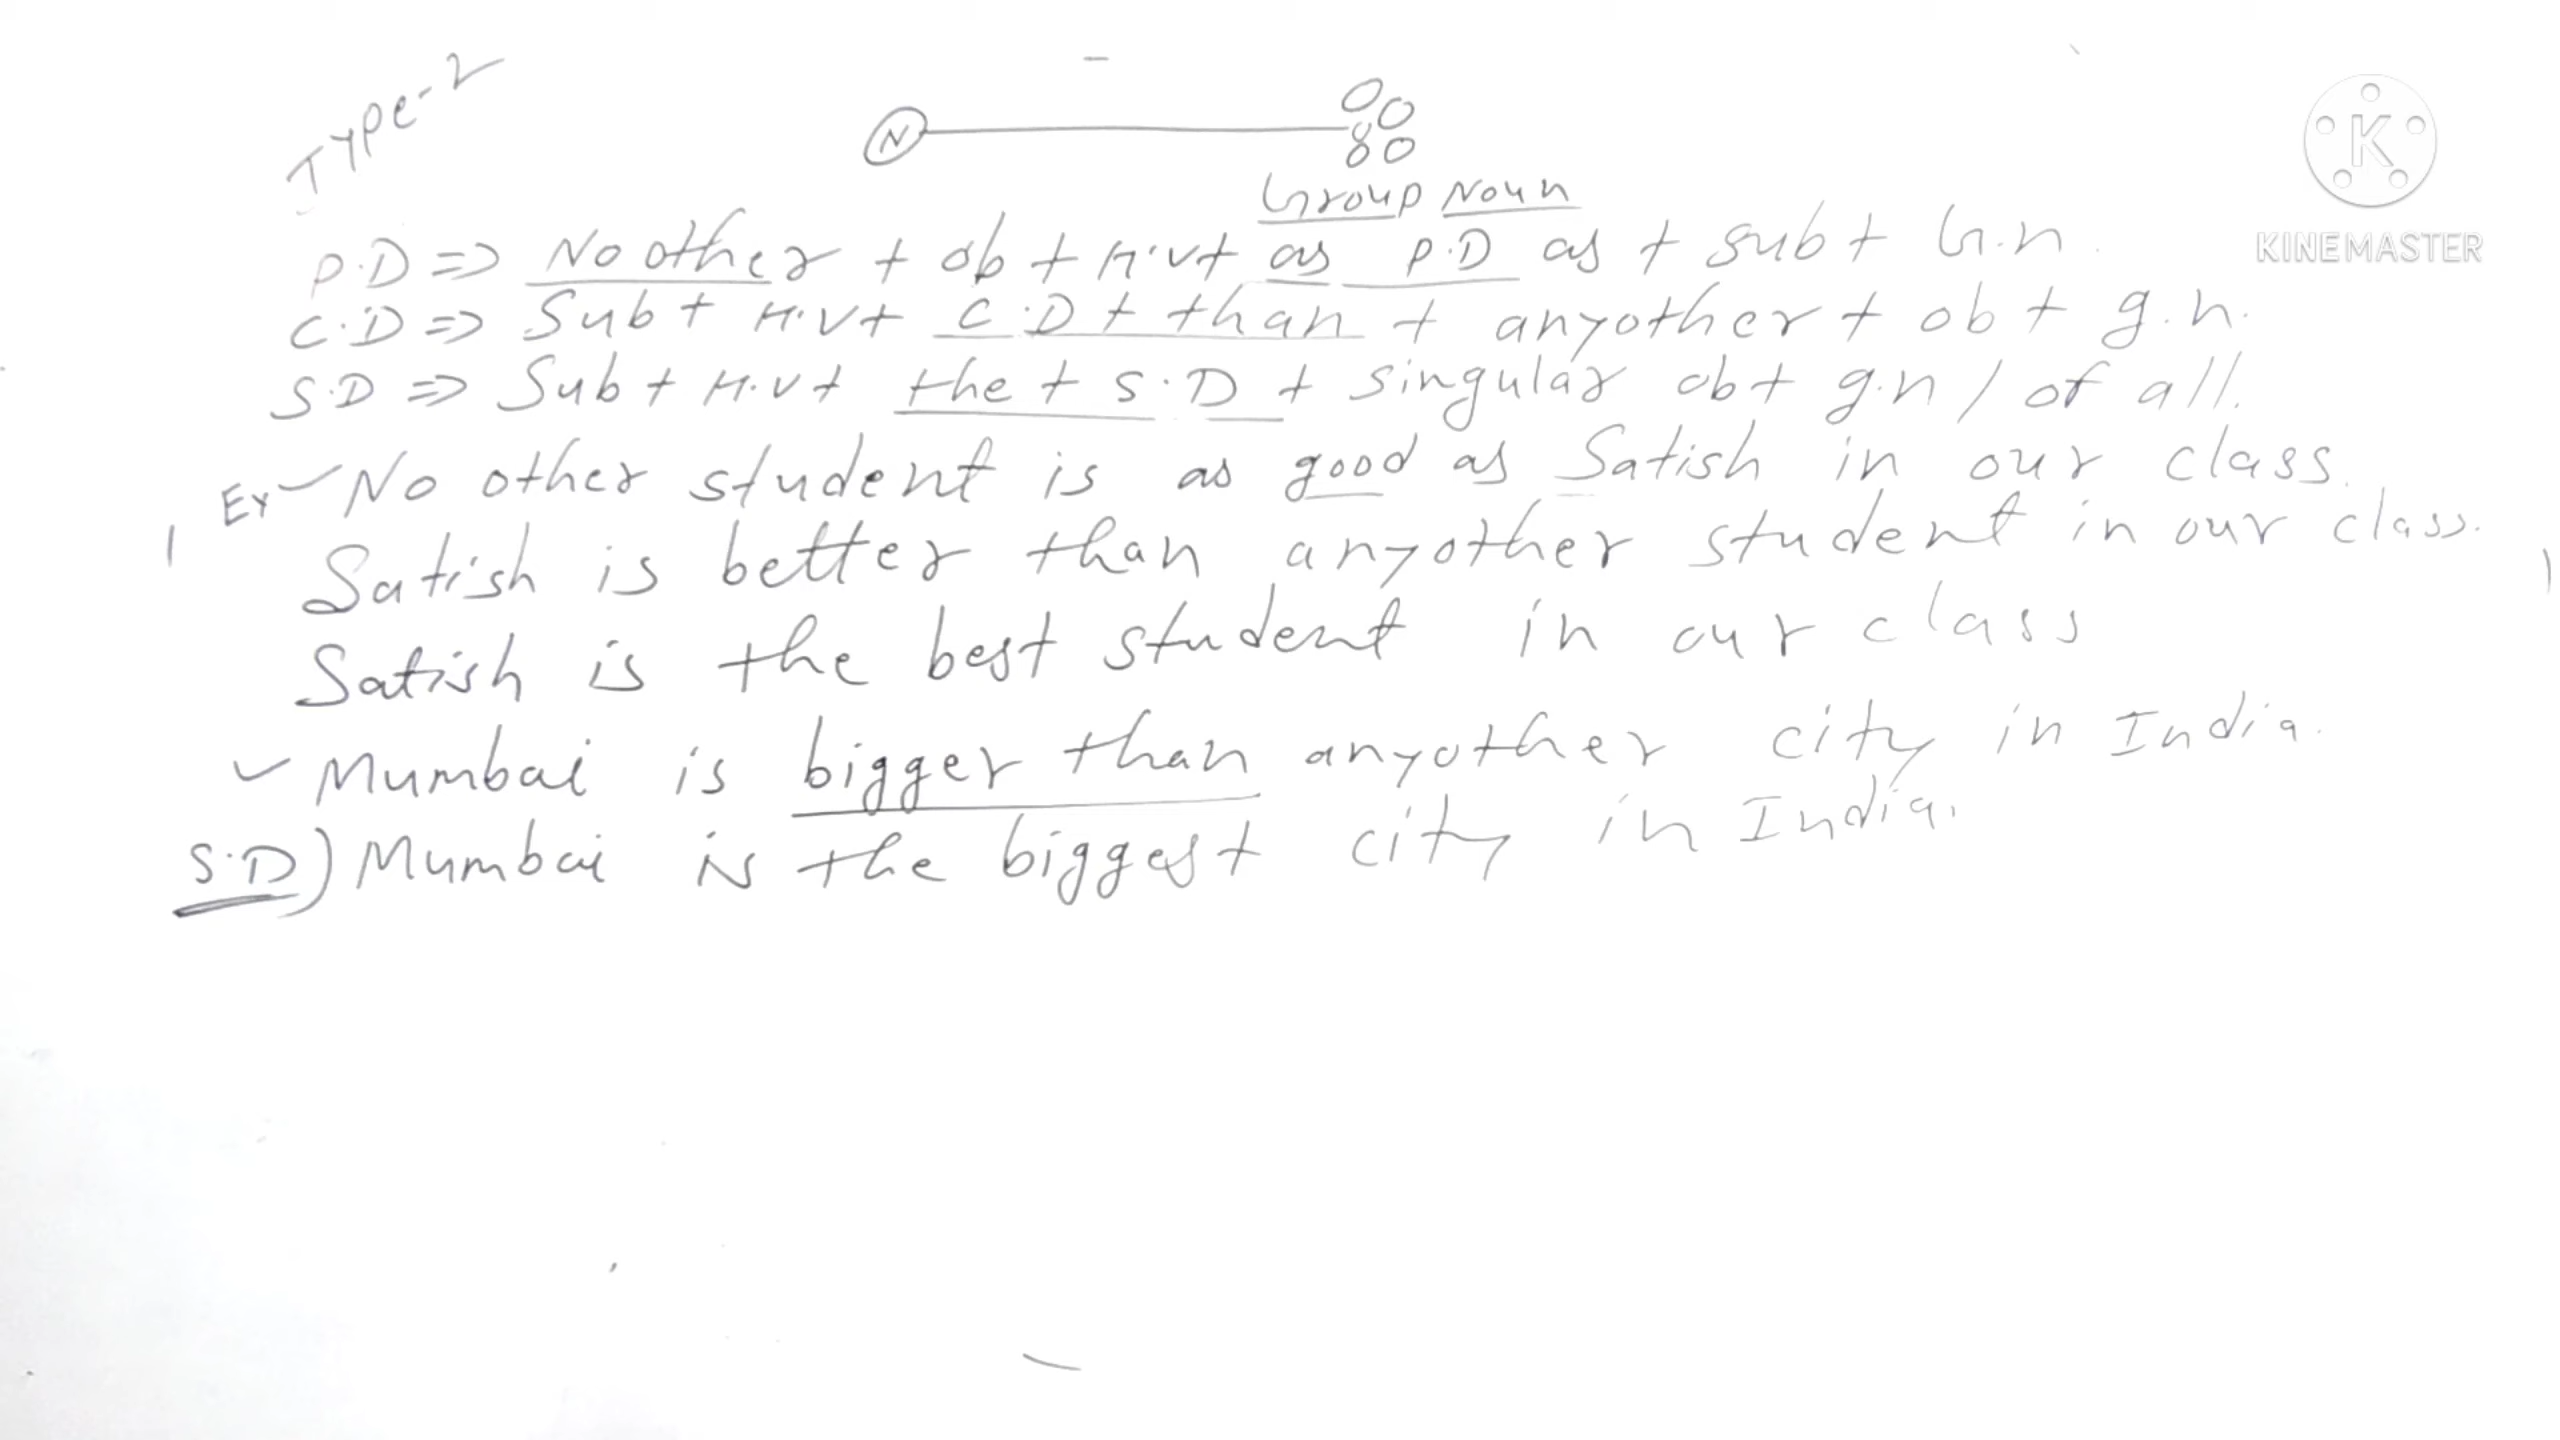 Type-2
N
Group Noun
P.D => No other + ob + H.V + as P.D as + sub + G.n.
C.D => Sub + H.V + C.D + than + anyother + ob + g.n.
S.D => Sub + H.V + the + S.D + singular ob + g.n / of all.
Ex - No other student is as good as Satish in our class.
Satish is better than anyother student in our class.
Satish is the best student in our class
Mumbai is bigger than anyother city in India.
S.D) Mumbai is the biggest city in India.
K
KINEMASTER